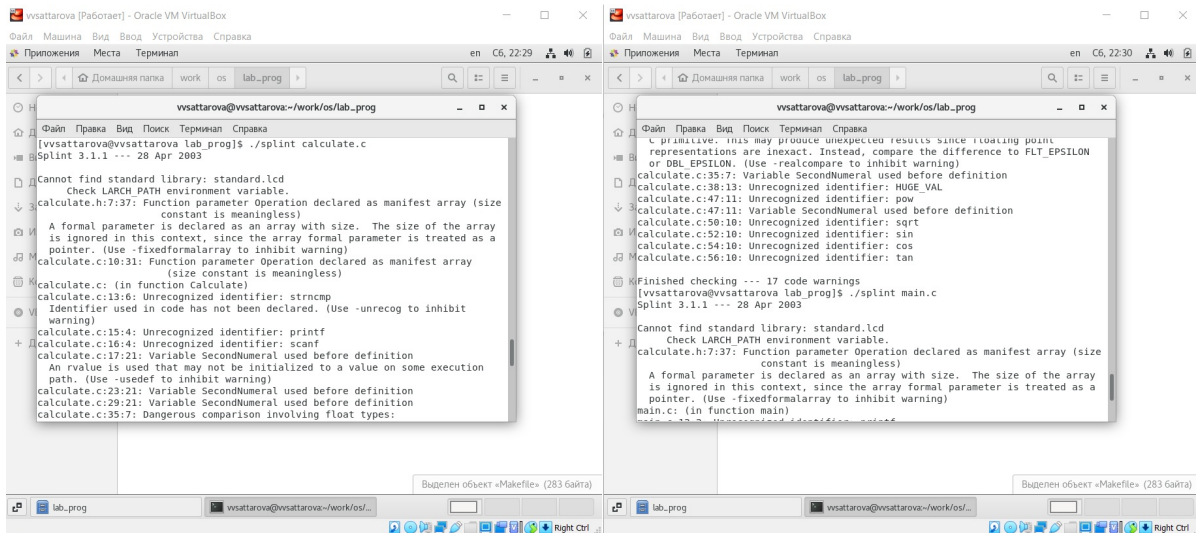 vvsattarova [Работает] - Oracle VM VirtualBox
Файл Машина Вид Ввод Устройства Справка
Приложения Места Терминал en Сб, 22:29
Домашняя папка work os lab_prog
vvsattarova@vvsattarova:~/work/os/lab_prog
Файл Правка Вид Поиск Терминал Справка
[vvsattarova@vvsattarova lab_prog]$ ./splint calculate.c
Splint 3.1.1 --- 28 Apr 2003
Cannot find standard library: standard.lcd
Check LARCH_PATH environment variable.
calculate.h:7:37: Function parameter Operation declared as manifest array (size
constant is meaningless)
A formal parameter is declared as an array with size. The size of the array
is ignored in this context, since the array formal parameter is treated as a
pointer. (Use -fixedformalarray to inhibit warning)
calculate.c:10:31: Function parameter Operation declared as manifest array
(size constant is meaningless)
calculate.c: (in function Calculate)
calculate.c:13:6: Unrecognized identifier: strncmp
Identifier used in code has not been declared. (Use -unrecog to inhibit
warning)
calculate.c:15:4: Unrecognized identifier: printf
calculate.c:16:4: Unrecognized identifier: scanf
calculate.c:17:21: Variable SecondNumeral used before definition
An rvalue is used that may not be initialized to a value on some execution
path. (Use -usedef to inhibit warning)
calculate.c:23:21: Variable SecondNumeral used before definition
calculate.c:29:21: Variable SecondNumeral used before definition
calculate.c:35:7: Dangerous comparison involving float types:
Выделен объект «Makefile» (283 байта)
lab_prog vvsattarova@vvsattarova:~/work/os/...
Right Ctrl
vvsattarova [Работает] - Oracle VM VirtualBox
Файл Машина Вид Ввод Устройства Справка
Приложения Места Терминал en Сб, 22:30
Домашняя папка work os lab_prog
vvsattarova@vvsattarova:~/work/os/lab_prog
Файл Правка Вид Поиск Терминал Справка
C primitive. This may produce unexpected results since floating point
representations are inexact. Instead, compare the difference to FLT_EPSILON
or DBL_EPSILON. (Use -realcompare to inhibit warning)
calculate.c:35:7: Variable SecondNumeral used before definition
calculate.c:38:13: Unrecognized identifier: HUGE_VAL
calculate.c:47:11: Unrecognized identifier: pow
calculate.c:47:11: Variable SecondNumeral used before definition
calculate.c:50:10: Unrecognized identifier: sqrt
calculate.c:52:10: Unrecognized identifier: sin
calculate.c:54:10: Unrecognized identifier: cos
calculate.c:56:10: Unrecognized identifier: tan
Finished checking --- 17 code warnings
[vvsattarova@vvsattarova lab_prog]$ ./splint main.c
Splint 3.1.1 --- 28 Apr 2003
Cannot find standard library: standard.lcd
Check LARCH_PATH environment variable.
calculate.h:7:37: Function parameter Operation declared as manifest array (size
constant is meaningless)
A formal parameter is declared as an array with size. The size of the array
is ignored in this context, since the array formal parameter is treated as a
pointer. (Use -fixedformalarray to inhibit warning)
main.c: (in function main)
Выделен объект «Makefile» (283 байта)
lab_prog vvsattarova@vvsattarova:~/work/os/...
Right Ctrl